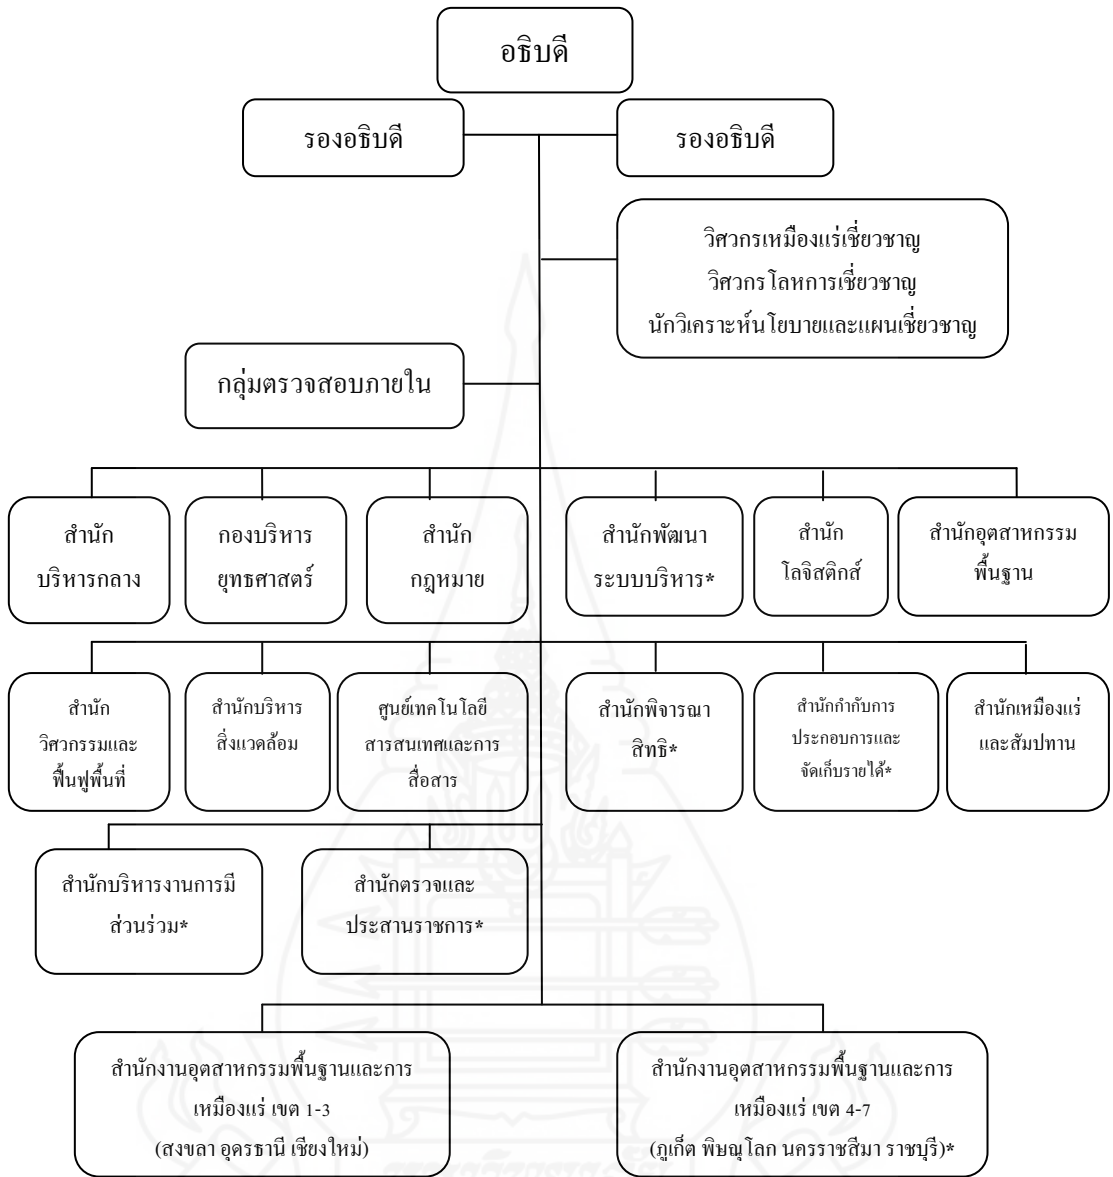 อธิบดี
รองอธิบดี
รองอธิบดี
วิศวกรเหมืองแร่เชี่ยวชาญ
วิศวกรโลหการเชี่ยวชาญ
นักวิเคราะห์นโยบายและแผนเชี่ยวชาญ
กลุ่มตรวจสอบภายใน
สำนัก
บริหารกลาง
กองบริหาร
ยุทธศาสตร์
สำนัก
กฎหมาย
สำนักพัฒนา
ระบบบริหาร*
สำนัก
โลจิสติกส์
สำนักอุตสาหกรรม
พื้นฐาน
สำนัก
วิศวกรรมและ
ฟื้นฟูพื้นที่
สำนักบริหาร
สิ่งแวดล้อม
ศูนย์เทคโนโลยี
สารสนเทศและการ
สื่อสาร
สำนักพิจารณา
สิทธิ*
สำนักกำกับการ
ประกอบการและ
จัดเก็บรายได้*
สำนักเหมืองแร่
และสัมปทาน
สำนักบริหารงานการมี
ส่วนร่วม*
สำนักตรวจและ
ประสานราชการ*
สำนักงานอุตสาหกรรมพื้นฐานและการ
เหมืองแร่ เขต 1-3
(สงขลา อุดรธานี เชียงใหม่)
สำนักงานอุตสาหกรรมพื้นฐานและการ
เหมืองแร่ เขต 4-7
(ภูเก็ต พิษณุโลก นครราชสีมา ราชบุรี)*